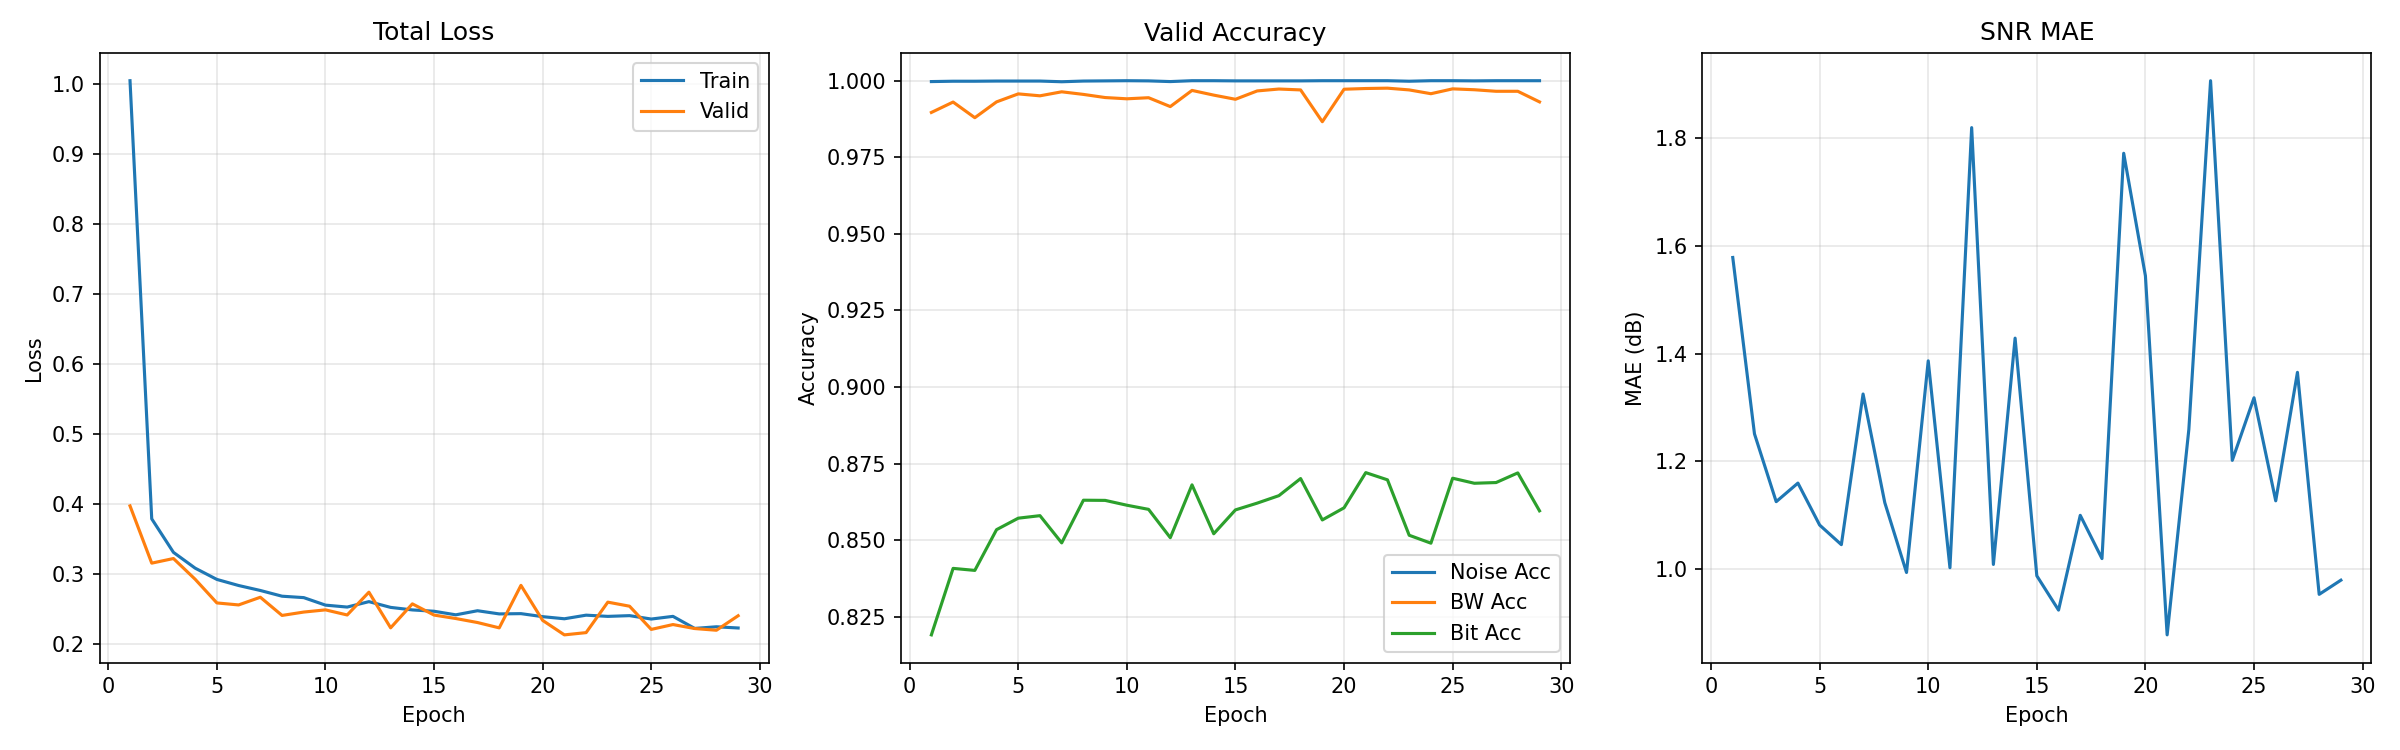 Total Loss
Loss
1.0
0.9
0.8
0.7
0.6
0.5
0.4
0.3
0.2
0 5 10 15 20 25 30
Epoch
Train
Valid
Valid Accuracy
Accuracy
1.000
0.975
0.950
0.925
0.900
0.875
0.850
0.825
0 5 10 15 20 25 30
Epoch
Noise Acc
BW Acc
Bit Acc
SNR MAE
MAE (dB)
1.8
1.6
1.4
1.2
1.0
0 5 10 15 20 25 30
Epoch